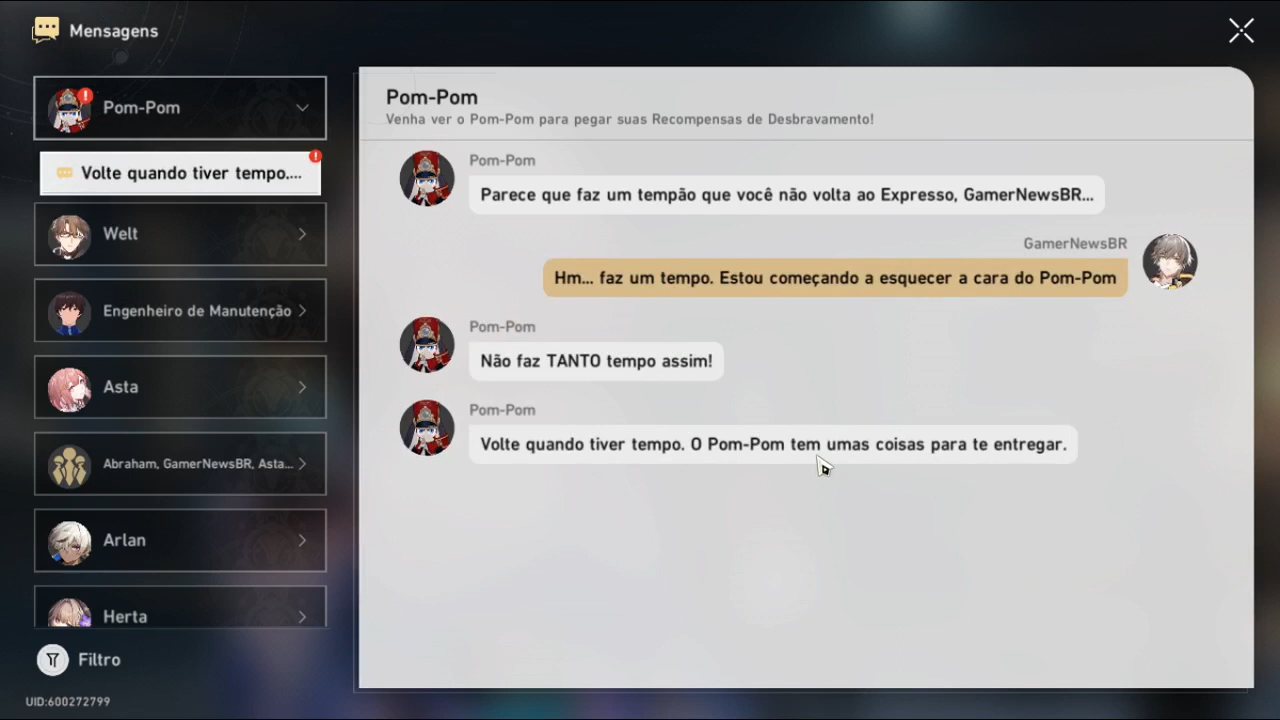 Mensagens
Pom-Pom
Volte quando tiver tempo....
Welt
Engenheiro de Manutenção
Asta
Abraham, GamerNewsBR, Asta...
Arlan
Herta
Filtro
UID:600272799
Pom-Pom
Venha ver o Pom-Pom para pegar suas Recompensas de Desbravamento!
Pom-Pom
Parece que faz um tempão que você não volta ao Expresso, GamerNewsBR...
GamerNewsBR
Hm... faz um tempo. Estou começando a esquecer a cara do Pom-Pom
Pom-Pom
Não faz TANTO tempo assim!
Pom-Pom
Volte quando tiver tempo. O Pom-Pom tem umas coisas para te entregar.